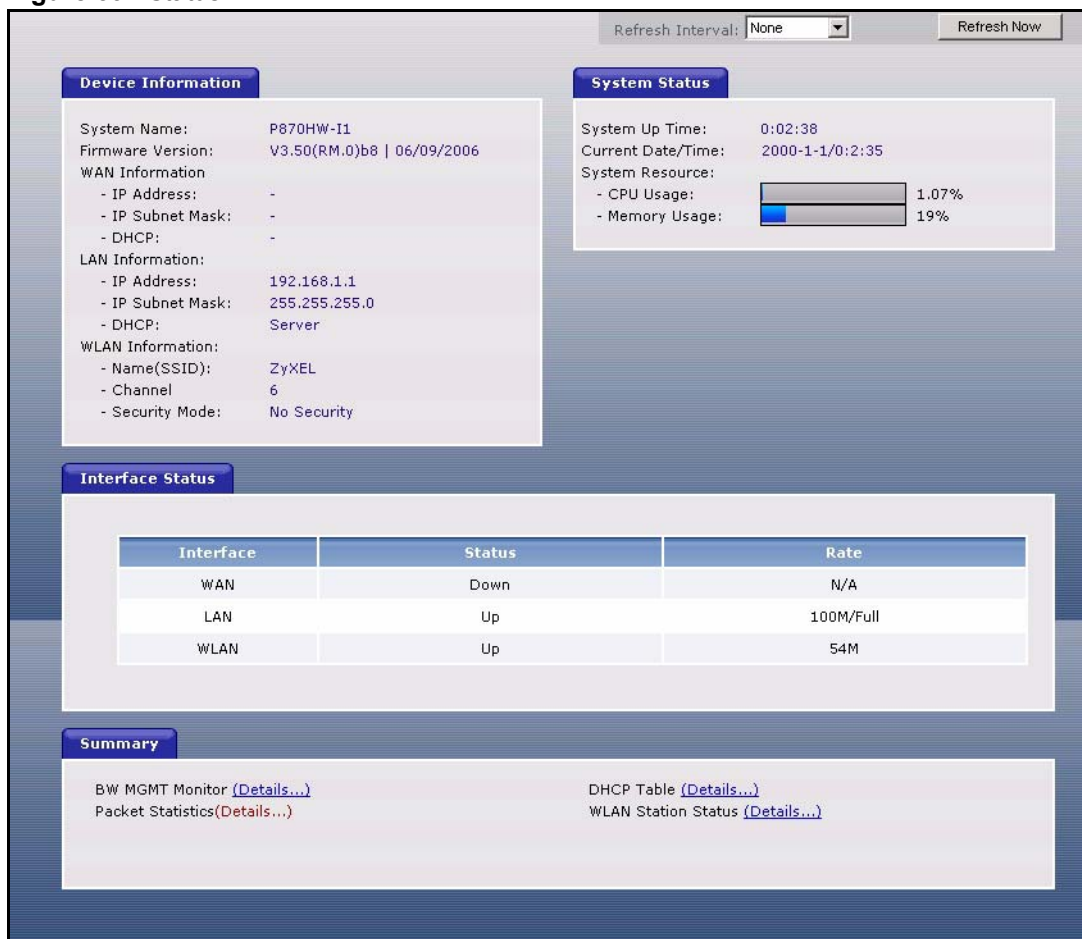 Refresh Interval: None Refresh Now
Device Information
System Name: P870HW-I1
Firmware Version: V3.50(RM.0)b8 | 06/09/2006
WAN Information
- IP Address: -
- IP Subnet Mask: -
- DHCP: -
LAN Information:
- IP Address: 192.168.1.1
- IP Subnet Mask: 255.255.255.0
- DHCP: Server
WLAN Information:
- Name(SSID): ZyXEL
- Channel 6
- Security Mode: No Security
System Status
System Up Time: 0:02:38
Current Date/Time: 2000-1-1/0:2:35
System Resource:
- CPU Usage: 1.07%
- Memory Usage: 19%
Interface Status
Interface Status Rate
WAN Down N/A
LAN Up 100M/Full
WLAN Up 54M
Summary
BW MGMT Monitor (Details...)
Packet Statistics(Details...)
DHCP Table (Details...)
WLAN Station Status (Details...)